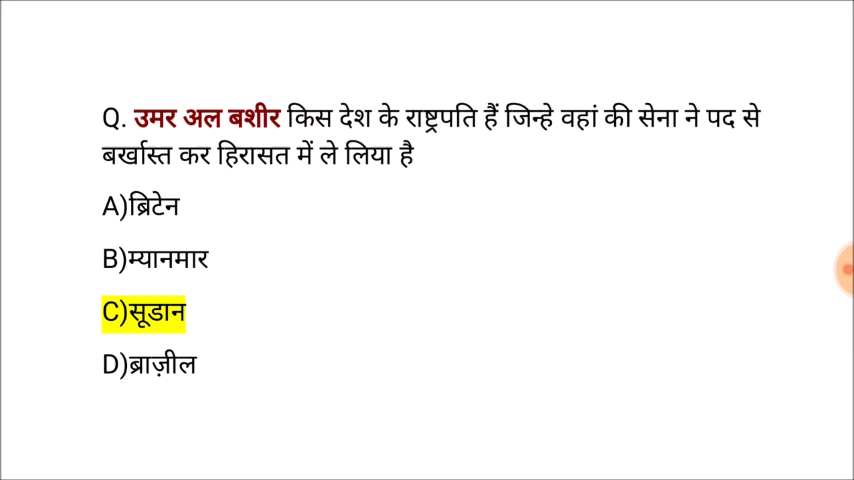 Q. उमर अल बशीर किस देश के राष्ट्रपति हैं जिन्हे वहां की सेना ने पद से
बर्खास्त कर हिरासत में ले लिया है
A)ब्रिटेन
B)म्यानमार
C)सूडान
D)ब्राज़ील